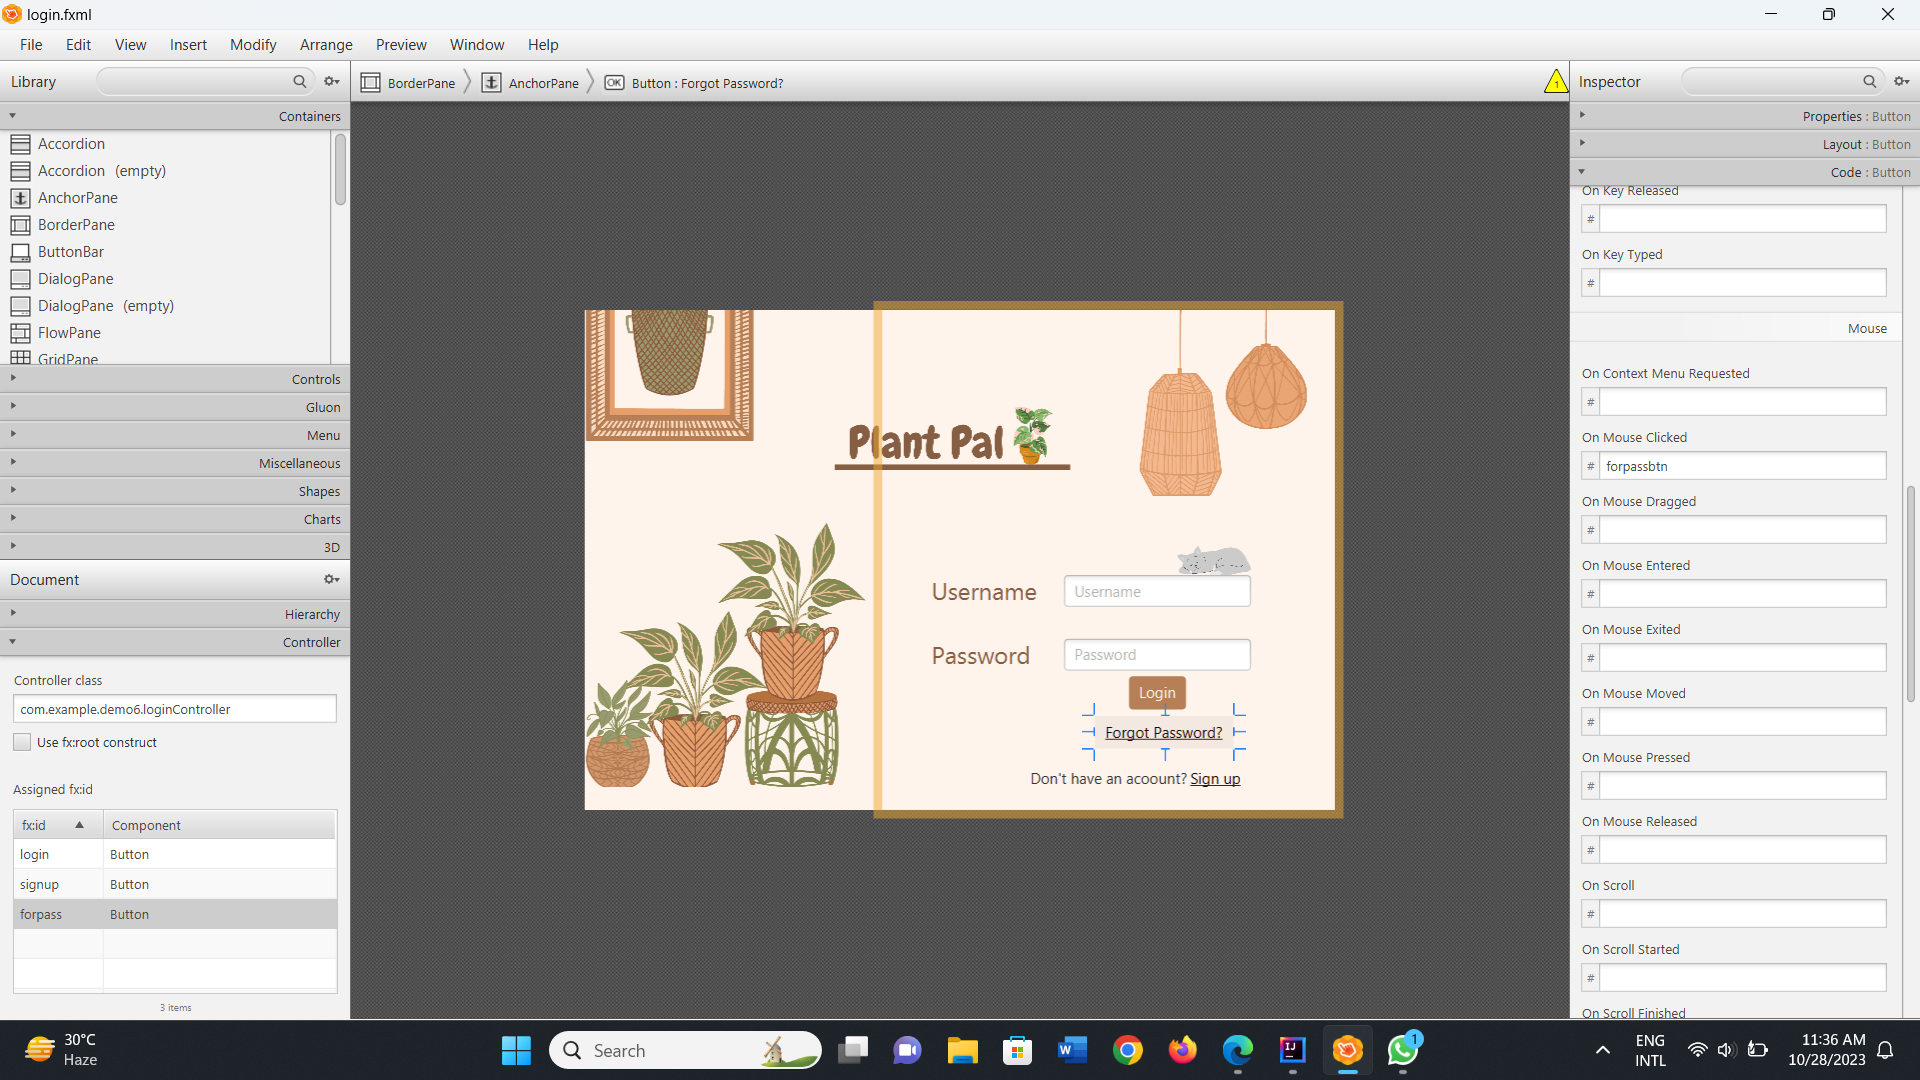 login.fxml
File Edit View Insert Modify Arrange Preview Window Help
Library
Containers
Accordion
Accordion (empty)
AnchorPane
BorderPane
ButtonBar
DialogPane
DialogPane (empty)
FlowPane
GridPane
Controls
Gluon
Menu
Miscellaneous
Shapes
Charts
3D
Document
Hierarchy
Controller
Controller class
com.example.demo6.loginController
Use fx:root construct
Assigned fx:id
fx:id Component
login Button
signup Button
forpass Button
3 items
BorderPane AnchorPane OK Button : Forgot Password?
1
Plant Pal
Username Username
Password Password
Login
Forgot Password?
Don't have an acoount? Sign up
Inspector
Properties : Button
Layout : Button
Code : Button
On Key Released
#
On Key Typed
#
Mouse
On Context Menu Requested
#
On Mouse Clicked
# forpassbtn
On Mouse Dragged
#
On Mouse Entered
#
On Mouse Exited
#
On Mouse Moved
#
On Mouse Pressed
#
On Mouse Released
#
On Scroll
#
On Scroll Started
#
On Scroll Finished
30°C
Haze
Search
W
IJ
1
ENG
INTL
11:36 AM
10/28/2023